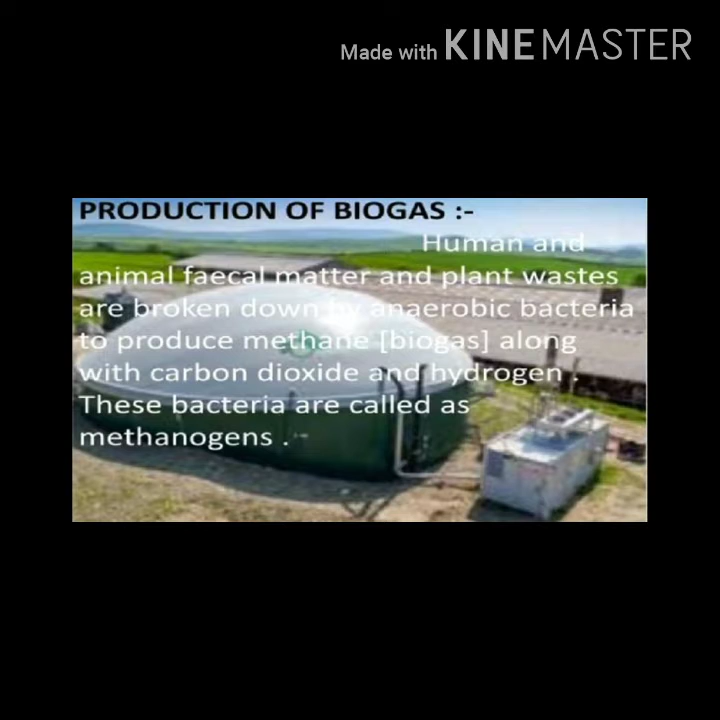 Made with KINEMASTER
PRODUCTION OF BIOGAS :-
Human and
animal faecal matter and plant wastes
are broken down by anaerobic bacteria
to produce methane [biogas] along
with carbon dioxide and hydrogen .
These bacteria are called as
methanogens .